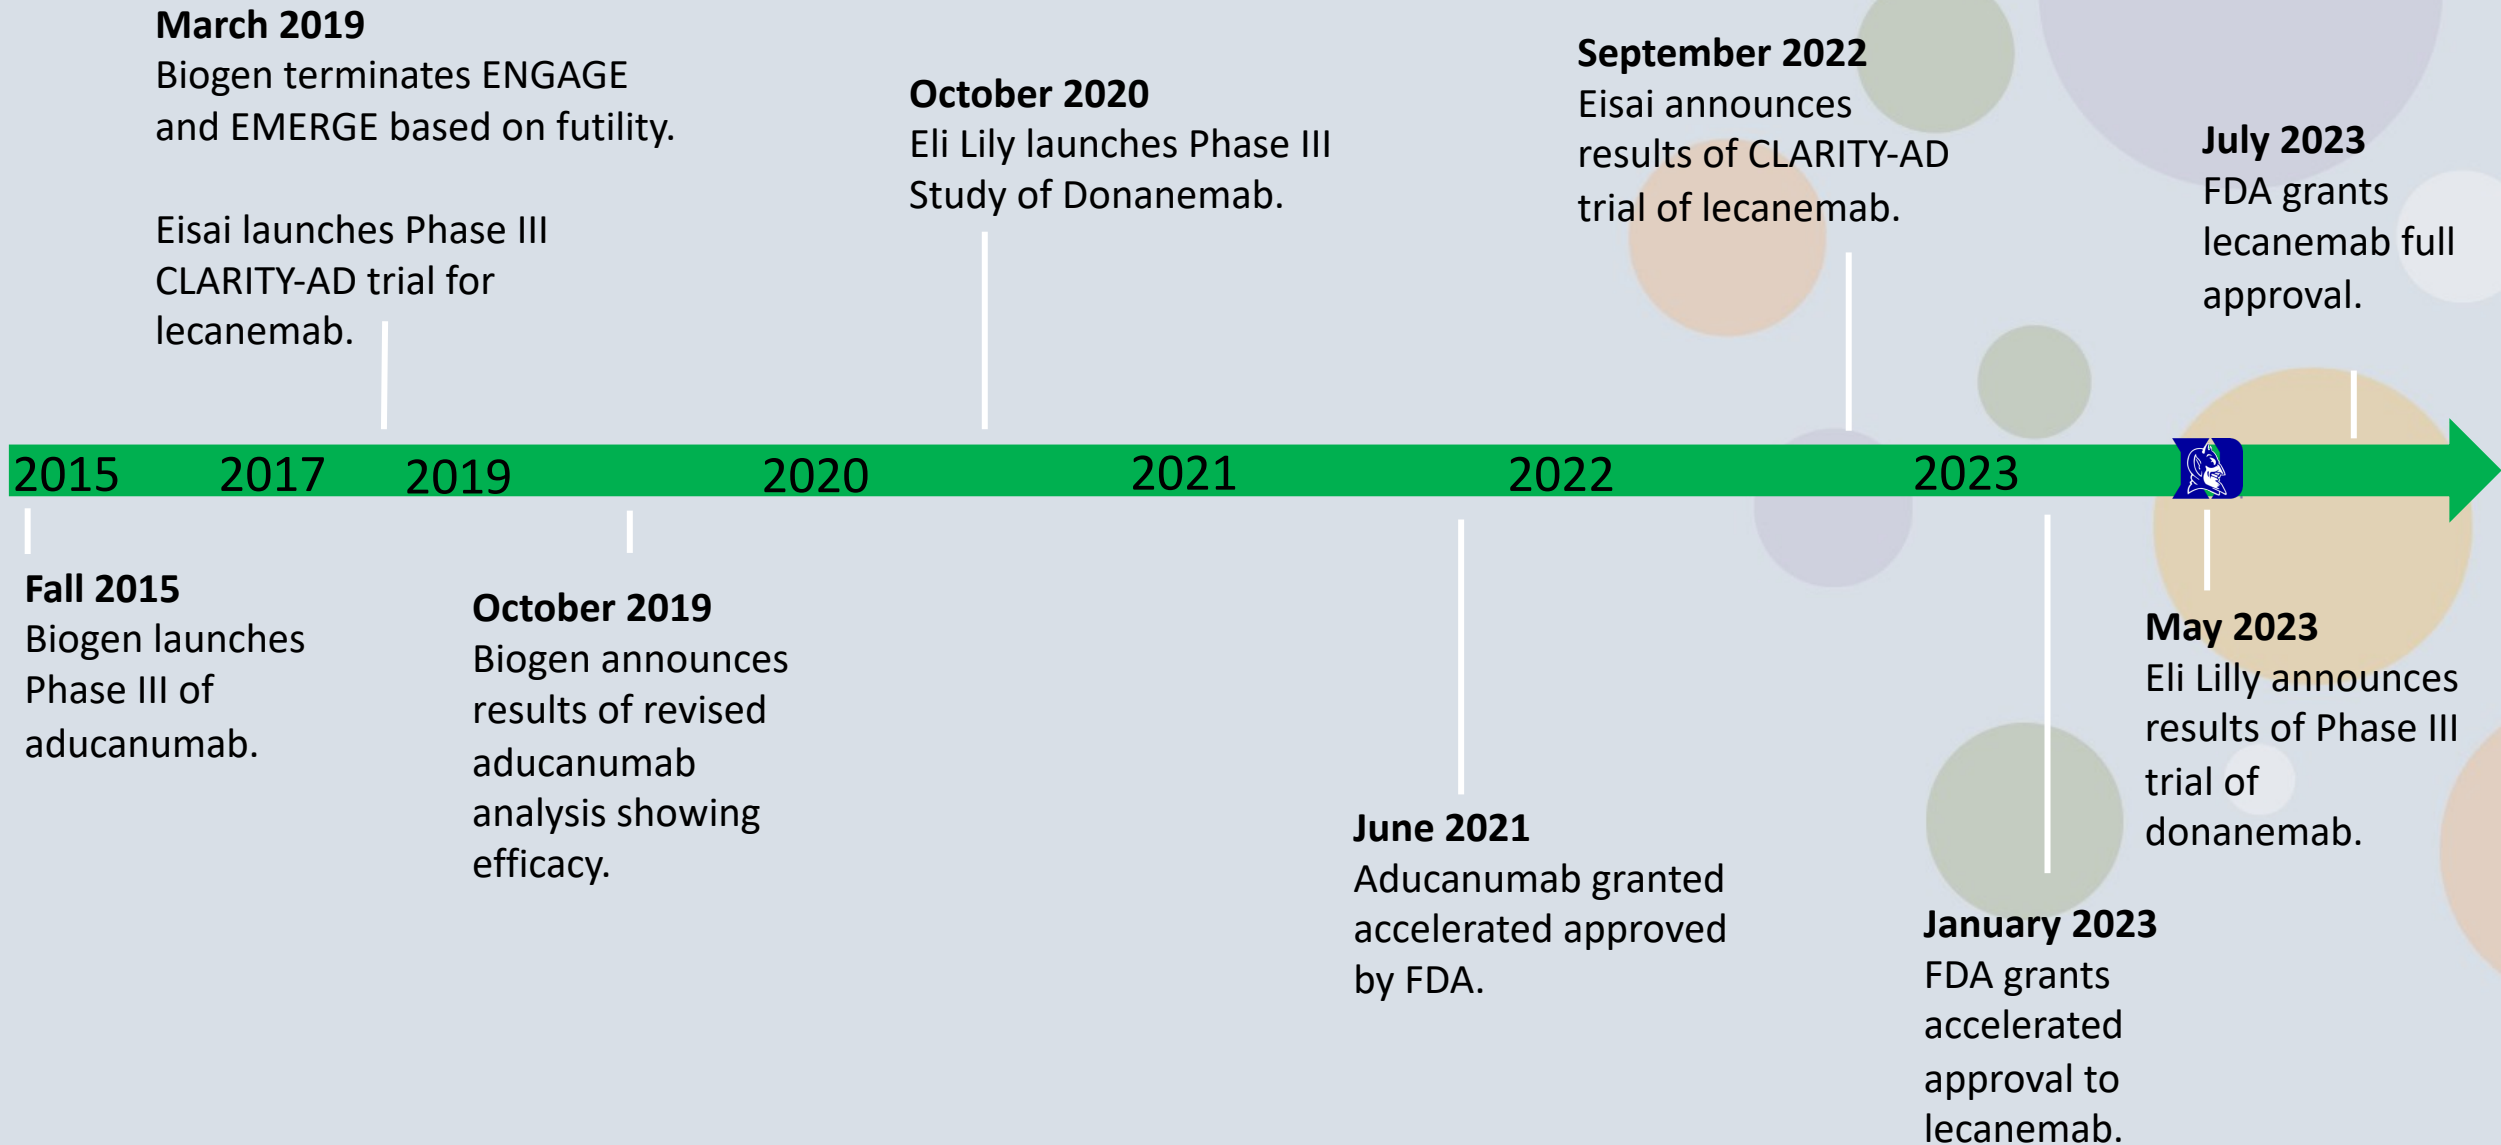 March 2019
Biogen terminates ENGAGE
and EMERGE based on futility.
Eisai launches Phase III
CLARITY-AD trial for
lecanemab.
October 2020
Eli Lily launches Phase III
Study of Donanemab.
September 2022
Eisai announces
results of CLARITY-AD
trial of lecanemab.
July 2023
FDA grants
lecanemab full
approval.
2015 2017 2019 2020 2021 2022 2023
Fall 2015
Biogen launches
Phase III of
aducanumab.
October 2019
Biogen announces
results of revised
aducanumab
analysis showing
efficacy.
June 2021
Aducanumab granted
accelerated approved
by FDA.
January 2023
FDA grants
accelerated
approval to
lecanemab.
May 2023
Eli Lilly announces
results of Phase III
trial of
donanemab.